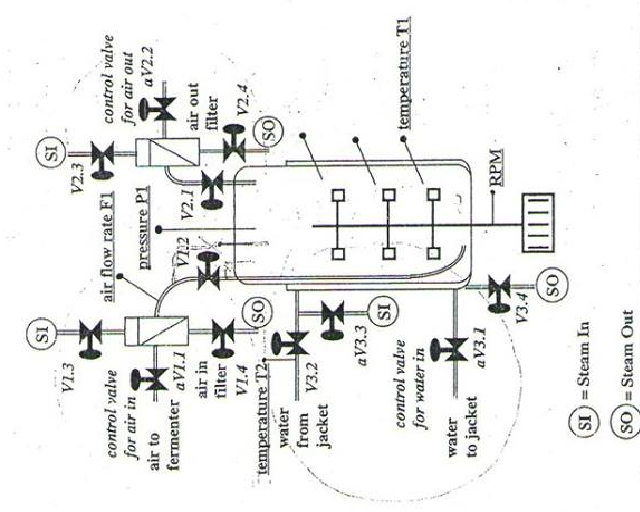 SI
V1.3
air flow rate F1
control valve
for air in
aV1.1
air to
fermenter
air in
filter
V1.4
SO
V1.2
pressure P1
SI
V2.3
control valve
for air out
aV2.2
air out
filter
V2.4
SO
V2.1
temperature T2
water
from
jacket
V3.2
aV3.3
SI
control valve
for water in
water
to jacket
aV3.1
V3.4
SO
temperature T1
RPM
SI = Steam In
SO = Steam Out